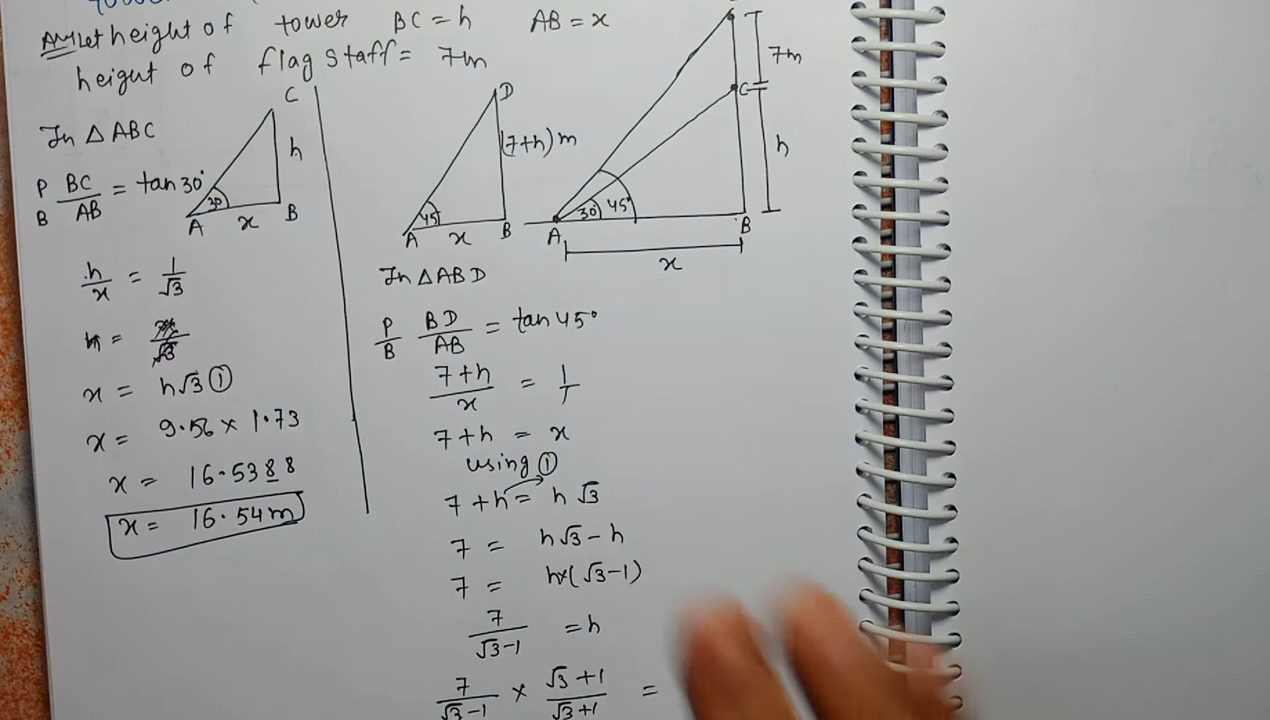 Ans Let height of tower BC = h AB = x
height of flag staff = 7m
In △ ABC
P/B BC/AB = tan 30°
h/x = 1/√3
h =
x = h√3 ①
x = 9.56 × 1.73
x = 16.5388
x = 16.54m
C
h
30
A x B
D
(7+h) m
45
A x B
In △ ABD
P/B BD/AB = tan 45°
7+h/x = 1/1
7+h = x
using ①
7+h = h√3
7 = h√3-h
7 = h×(√3-1)
7/√3-1 = h
7/√3-1 × √3+1/√3+1 =
7m
C
h
30° 45°
A B
x